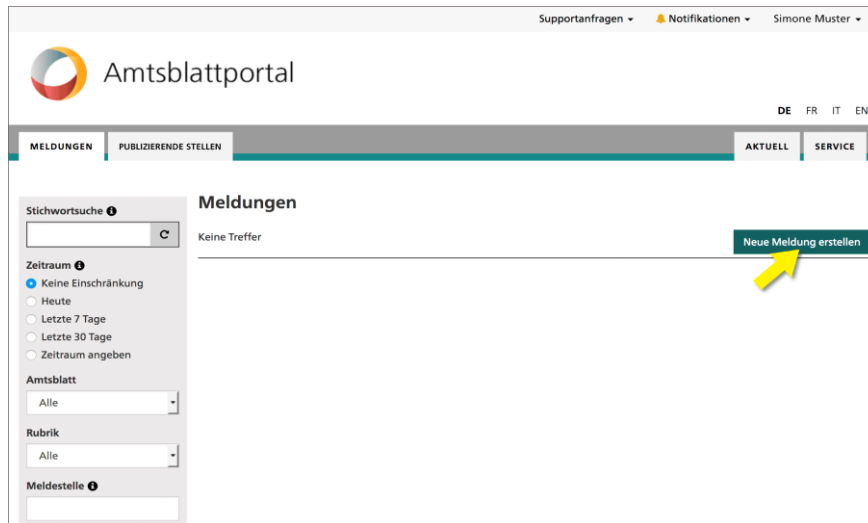 Supportanfragen Notifikationen Simone Muster
Amtsblattportal
DE FR IT EN
MELDUNGEN PUBLIZIERENDE STELLEN AKTUELL SERVICE
Stichwortsuche
Meldungen
Keine Treffer
Neue Meldung erstellen
Zeitraum
Keine Einschränkung
Heute
Letzte 7 Tage
Letzte 30 Tage
Zeitraum angeben
Amtsblatt
Alle
Rubrik
Alle
Meldestelle